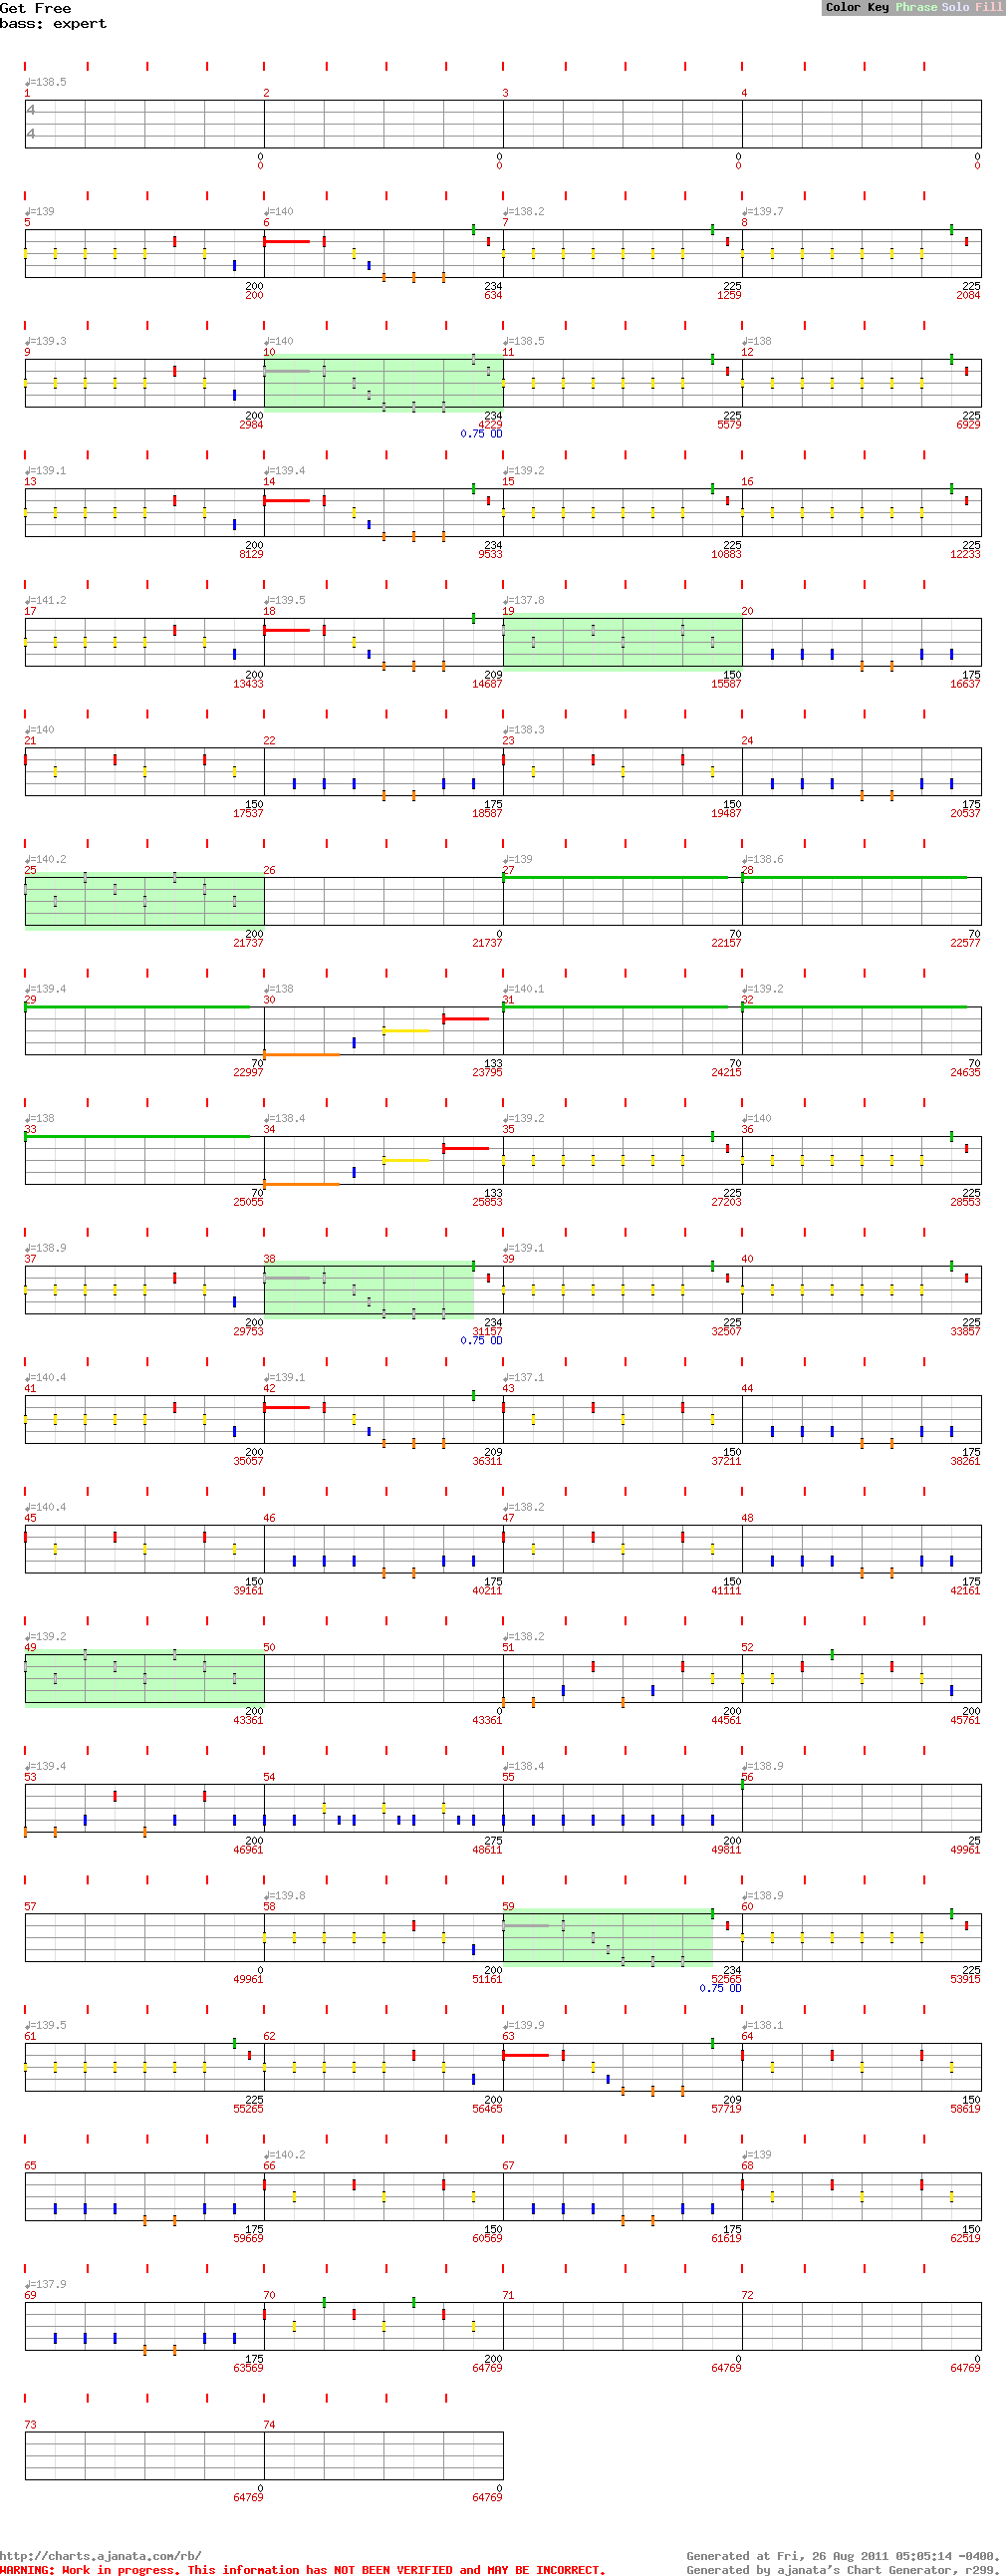 Get Free
bass: expert
Color Key Phrase Solo Fill
♩=138.5
1 2 3 4
4
4
0 0 0 0
0 0 0 0
♩=139 ♩=140 ♩=138.2 ♩=139.7
5 6 7 8
200 234 225 225
200 634 1259 2084
♩=139.3 ♩=140 ♩=138.5 ♩=138
9 10 11 12
200 234 225 225
2984 4229 5579 6929
0.75 OD
♩=139.1 ♩=139.4 ♩=139.2
13 14 15 16
200 234 225 225
8129 9533 10883 12233
♩=141.2 ♩=139.5 ♩=137.8
17 18 19 20
200 209 150 175
13433 14687 15587 16637
♩=140 ♩=138.3
21 22 23 24
150 175 150 175
17537 18587 19487 20537
♩=140.2 ♩=139 ♩=138.6
25 26 27 28
200 0 70 70
21737 21737 22157 22577
♩=139.4 ♩=138 ♩=140.1 ♩=139.2
29 30 31 32
70 133 70 70
22997 23795 24215 24635
♩=138 ♩=138.4 ♩=139.2 ♩=140
33 34 35 36
70 133 225 225
25055 25853 27203 28553
♩=138.9 ♩=139.1
37 38 39 40
200 234 225 225
29753 31157 32507 33857
0.75 OD
♩=140.4 ♩=139.1 ♩=137.1
41 42 43 44
200 209 150 175
35057 36311 37211 38261
♩=140.4 ♩=138.2
45 46 47 48
150 175 150 175
39161 40211 41111 42161
♩=139.2 ♩=138.2
49 50 51 52
200 0 200 200
43361 43361 44561 45761
♩=139.4 ♩=138.4 ♩=138.9
53 54 55 56
200 275 200 25
46961 48611 49811 49961
♩=139.8 ♩=138.9
57 58 59 60
0 200 234 225
49961 51161 52565 53915
0.75 OD
♩=139.5 ♩=139.9 ♩=138.1
61 62 63 64
225 200 209 150
55265 56465 57719 58619
♩=140.2 ♩=139
65 66 67 68
175 150 175 150
59669 60569 61619 62519
♩=137.9
69 70 71 72
175 200 0 0
63569 64769 64769 64769
73 74
0 0
64769 64769
http://charts.ajanata.com/rb/
WARNING: Work in progress. This information has NOT BEEN VERIFIED and MAY BE INCORRECT.
Generated at Fri, 26 Aug 2011 05:05:14 -0400.
Generated by ajanata's Chart Generator, r299.